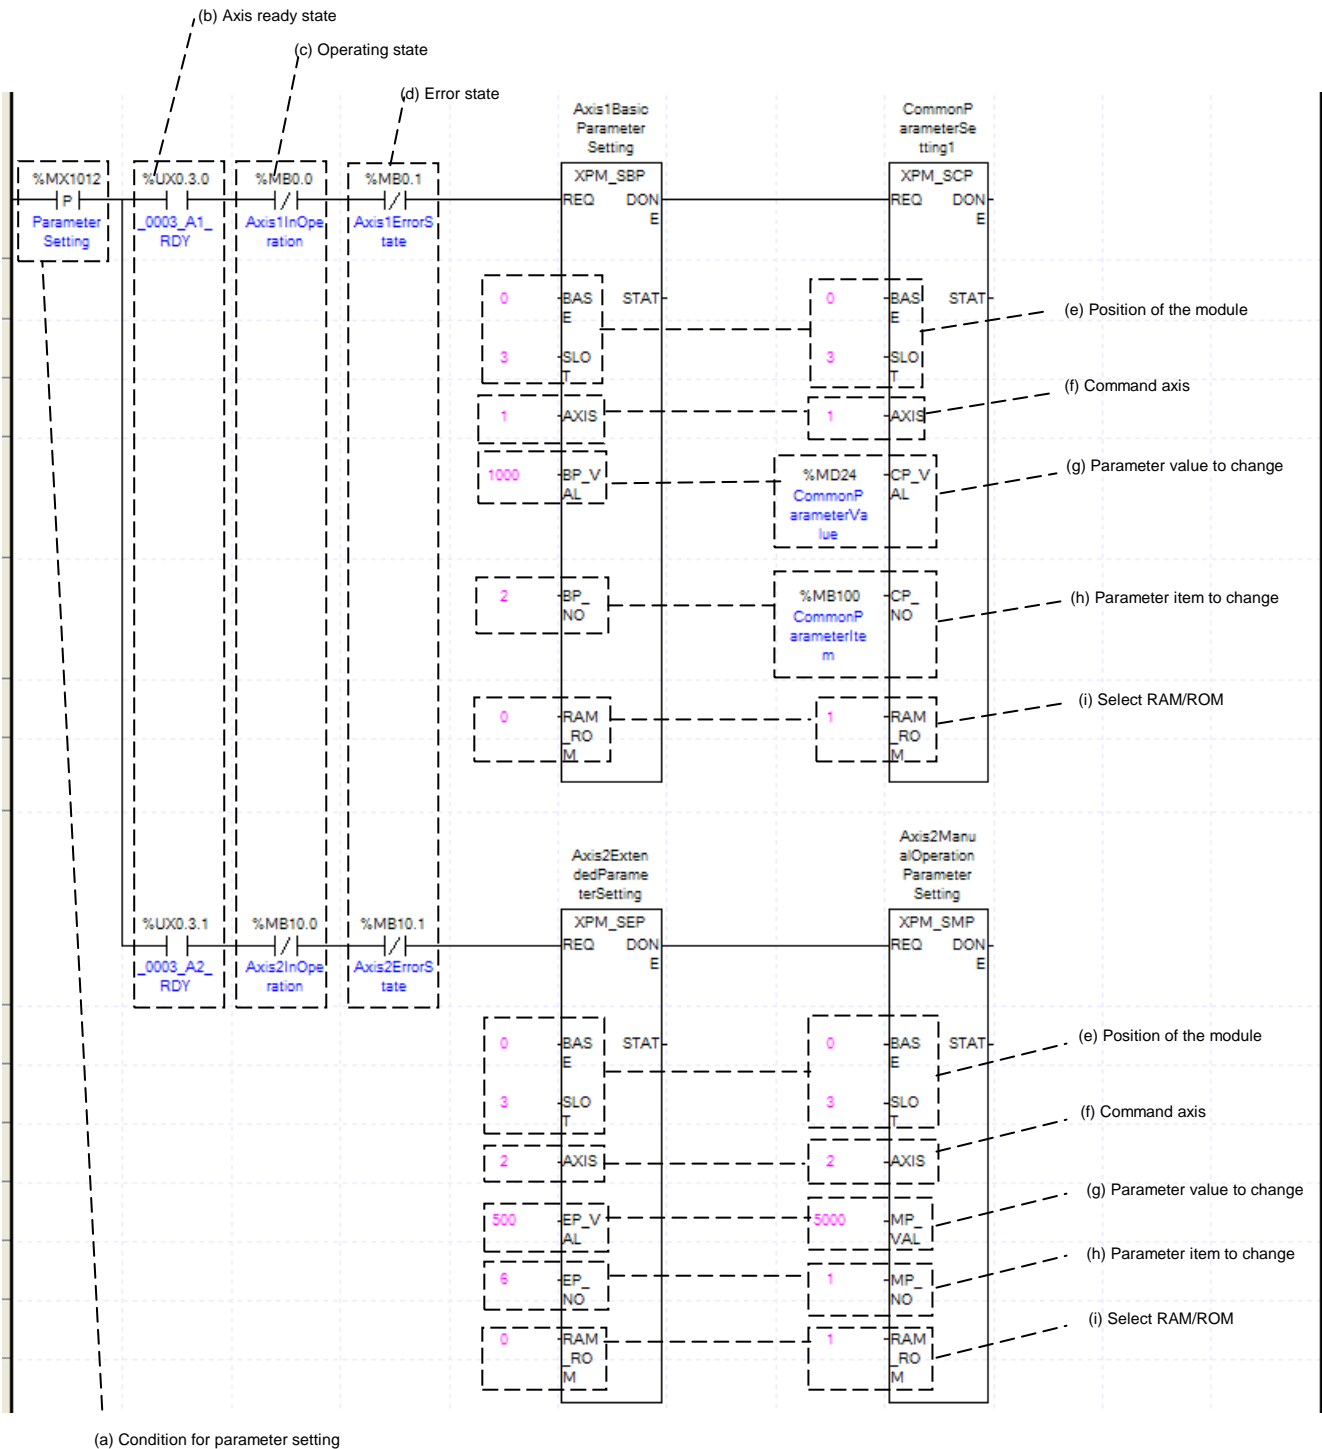 (b) Axis ready state
(c) Operating state
(d) Error state
Axis1Basic
Parameter
Setting
CommonP
arameterSe
tting1
%MX1012
P
Parameter
Setting
%UX0.3.0
_0003_A1_
RDY
%MB0.0
Axis1InOpe
ration
%MB0.1
Axis1ErrorS
tate
XPM_SBP
REQ DON
E
XPM_SCP
REQ DON
E
0 BAS STAT
E
3 SLO
T
1 AXIS
1000 BP_V
AL
2 BP_
NO
0 RAM
_RO
M
0 BAS STAT
E
3 SLO
T
1 AXIS
%MD24 CP_V
CommonP AL
arameterVa
lue
%MB100 CP_
CommonP NO
arameterIte
m
1 RAM
_RO
M
(e) Position of the module
(f) Command axis
(g) Parameter value to change
(h) Parameter item to change
(i) Select RAM/ROM
Axis2Exten
dedParame
terSetting
Axis2Manu
alOperation
Parameter
Setting
%UX0.3.1
_0003_A2_
RDY
%MB10.0
Axis2InOpe
ration
%MB10.1
Axis2ErrorS
tate
XPM_SEP
REQ DON
E
XPM_SMP
REQ DON
E
0 BAS STAT
E
3 SLO
T
2 AXIS
500 EP_V
AL
6 EP_
NO
0 RAM
_RO
M
0 BAS STAT
E
3 SLO
T
2 AXIS
5000 MP_
VAL
1 MP_
NO
1 RAM
_RO
M
(e) Position of the module
(f) Command axis
(g) Parameter value to change
(h) Parameter item to change
(i) Select RAM/ROM
(a) Condition for parameter setting